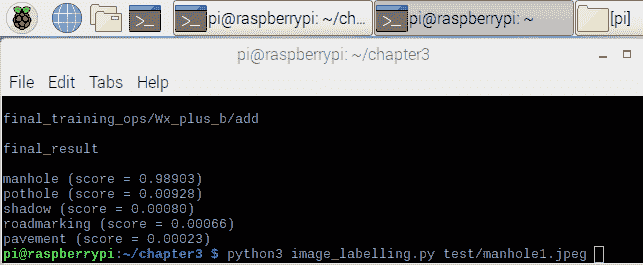 pi@raspberrypi: ~/ch...
pi@raspberrypi: ~
[pi]
pi@raspberrypi: ~/chapter3
File Edit Tabs Help
final_training_ops/Wx_plus_b/add
final_result
manhole (score = 0.98903)
pothole (score = 0.00928)
shadow (score = 0.00080)
roadmarking (score = 0.00066)
pavement (score = 0.00023)
pi@raspberrypi:~/chapter3 $ python3 image_labelling.py test/manhole1.jpeg